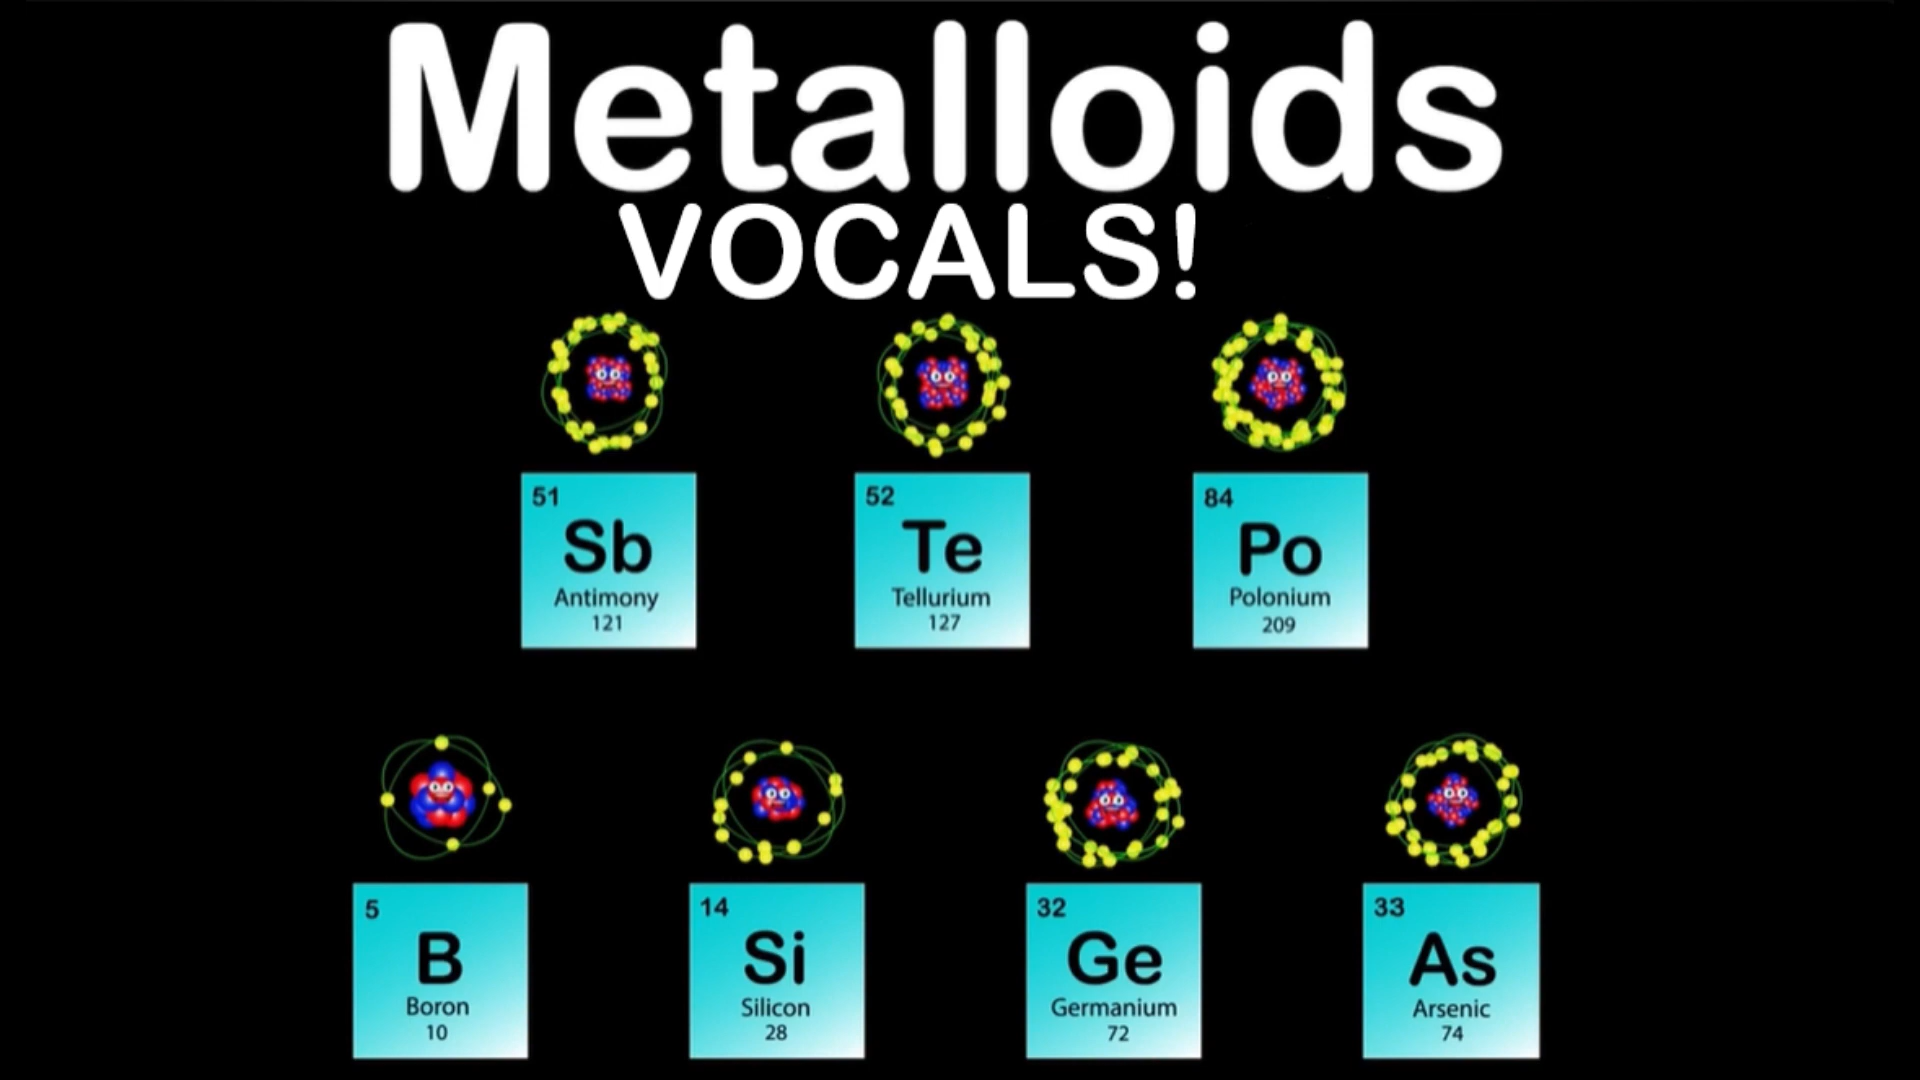 Metalloids
VOCALS!
51
Sb
Antimony
121
52
Te
Tellurium
127
84
Po
Polonium
209
5
B
Boron
10
14
Si
Silicon
28
32
Ge
Germanium
72
33
As
Arsenic
74